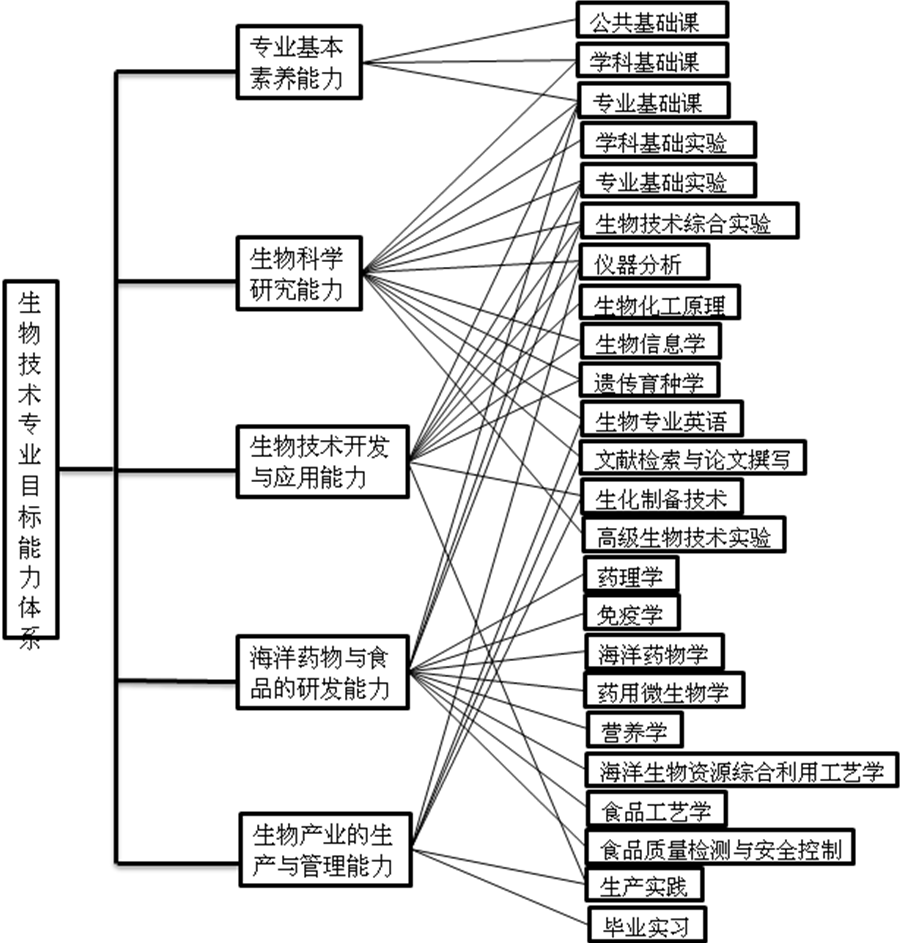 生物技术专业目标能力体系
专业基本
素养能力
生物科学
研究能力
生物技术开发
与应用能力
海洋药物与食
品的研发能力
生物产业的生
产与管理能力
公共基础课
学科基础课
专业基础课
学科基础实验
专业基础实验
生物技术综合实验
仪器分析
生物化工原理
生物信息学
遗传育种学
生物专业英语
文献检索与论文撰写
生化制备技术
高级生物技术实验
药理学
免疫学
海洋药物学
药用微生物学
营养学
海洋生物资源综合利用工艺学
食品工艺学
食品质量检测与安全控制
生产实践
毕业实习